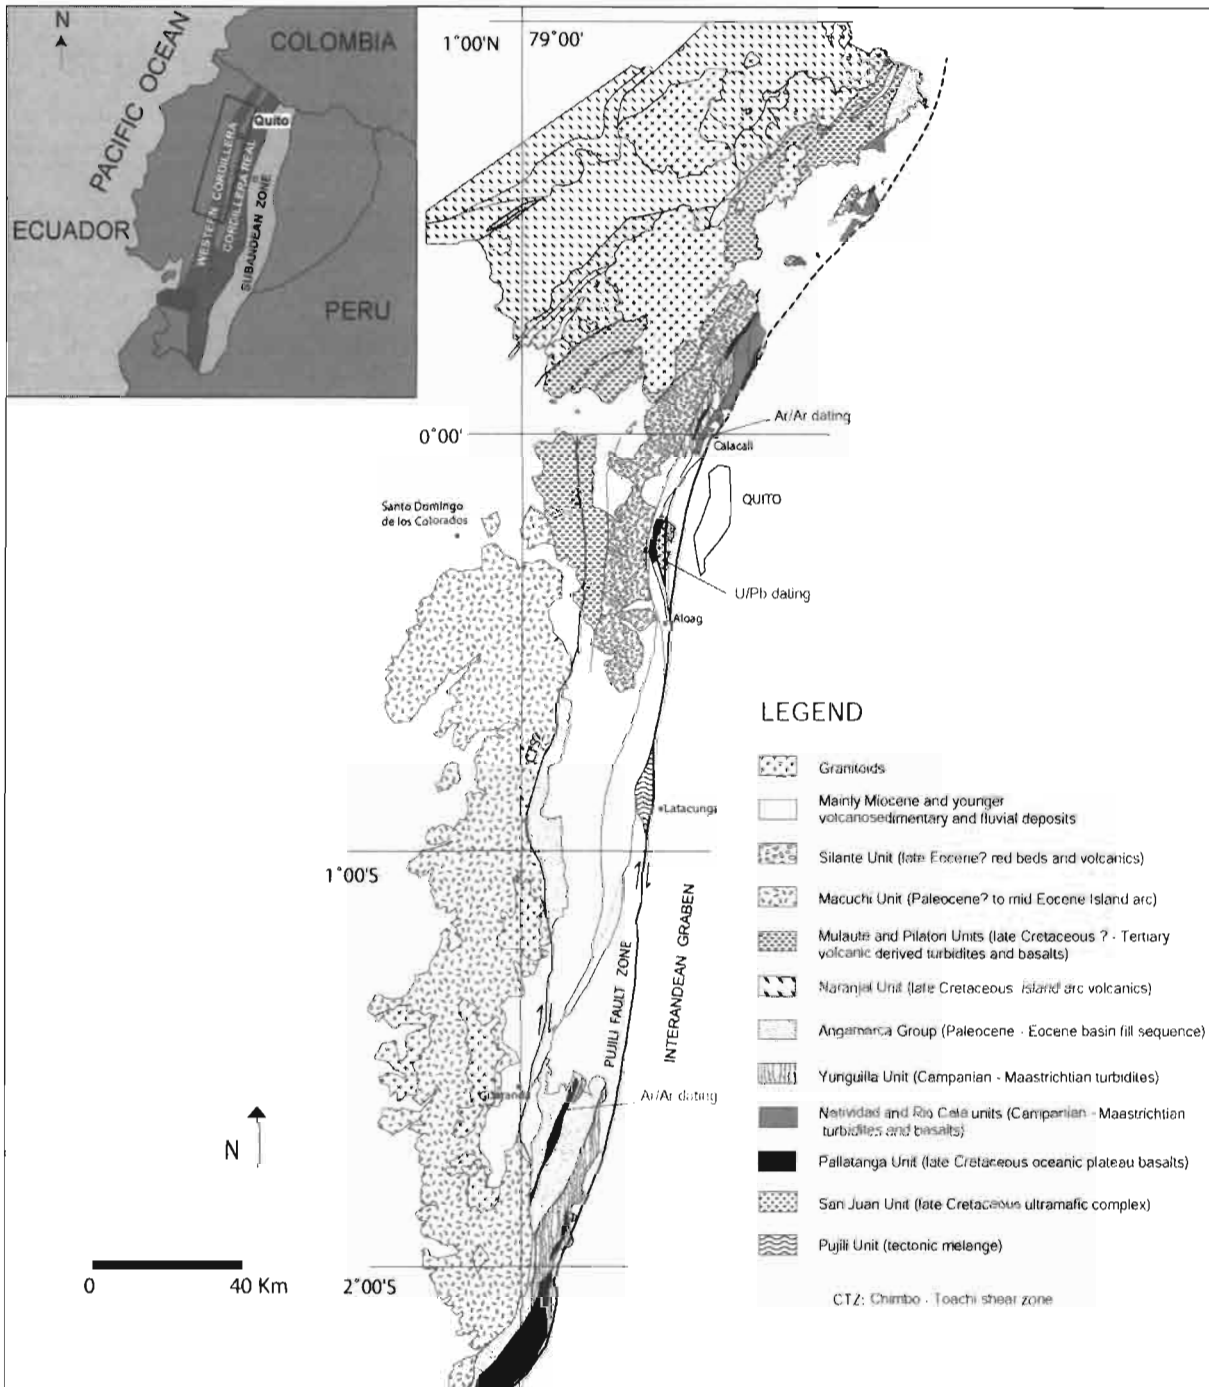 N
COLOMBIA
PACIFIC OCEAN
Quito
WESTERN CORDILLERA
CORDILLERA REAL
SUBANDEAN ZONE
ECUADOR
PERU
1°00'N
79°00'
Ar/Ar dating
0°00'
Calacali
QUITO
Santo Domingo
de los Colorados
U/Pb dating
Aloag
CTSZ
Latacunga
1°00'S
PUJILI FAULT ZONE
INTERANDEAN GRABEN
Guaranda
Ar/Ar dating
N
0 40 Km
2°00'S
LEGEND
Granitoids
Mainly Miocene and younger
volcanosedimentary and fluvial deposits
Silante Unit (late Eocene? red beds and volcanics)
Macuchi Unit (Paleocene? to mid Eocene Island arc)
Mulaute and Pilaton Units (late Cretaceous ? - Tertiary
volcanic derived turbidites and basalts)
Naranjal Unit (late Cretaceous island arc volcanics)
Angamarca Group (Paleocene - Eocene basin fill sequence)
Yunguilla Unit (Campanian - Maastrichtian turbidites)
Natividad and Rio Cala units (Campanian - Maastrichtian
turbidites and basalts)
Pallatanga Unit (late Cretaceous oceanic plateau basalts)
San Juan Unit (late Cretaceous ultramafic complex)
Pujili Unit (tectonic melange)
CTZ: Chimbo - Toachi shear zone